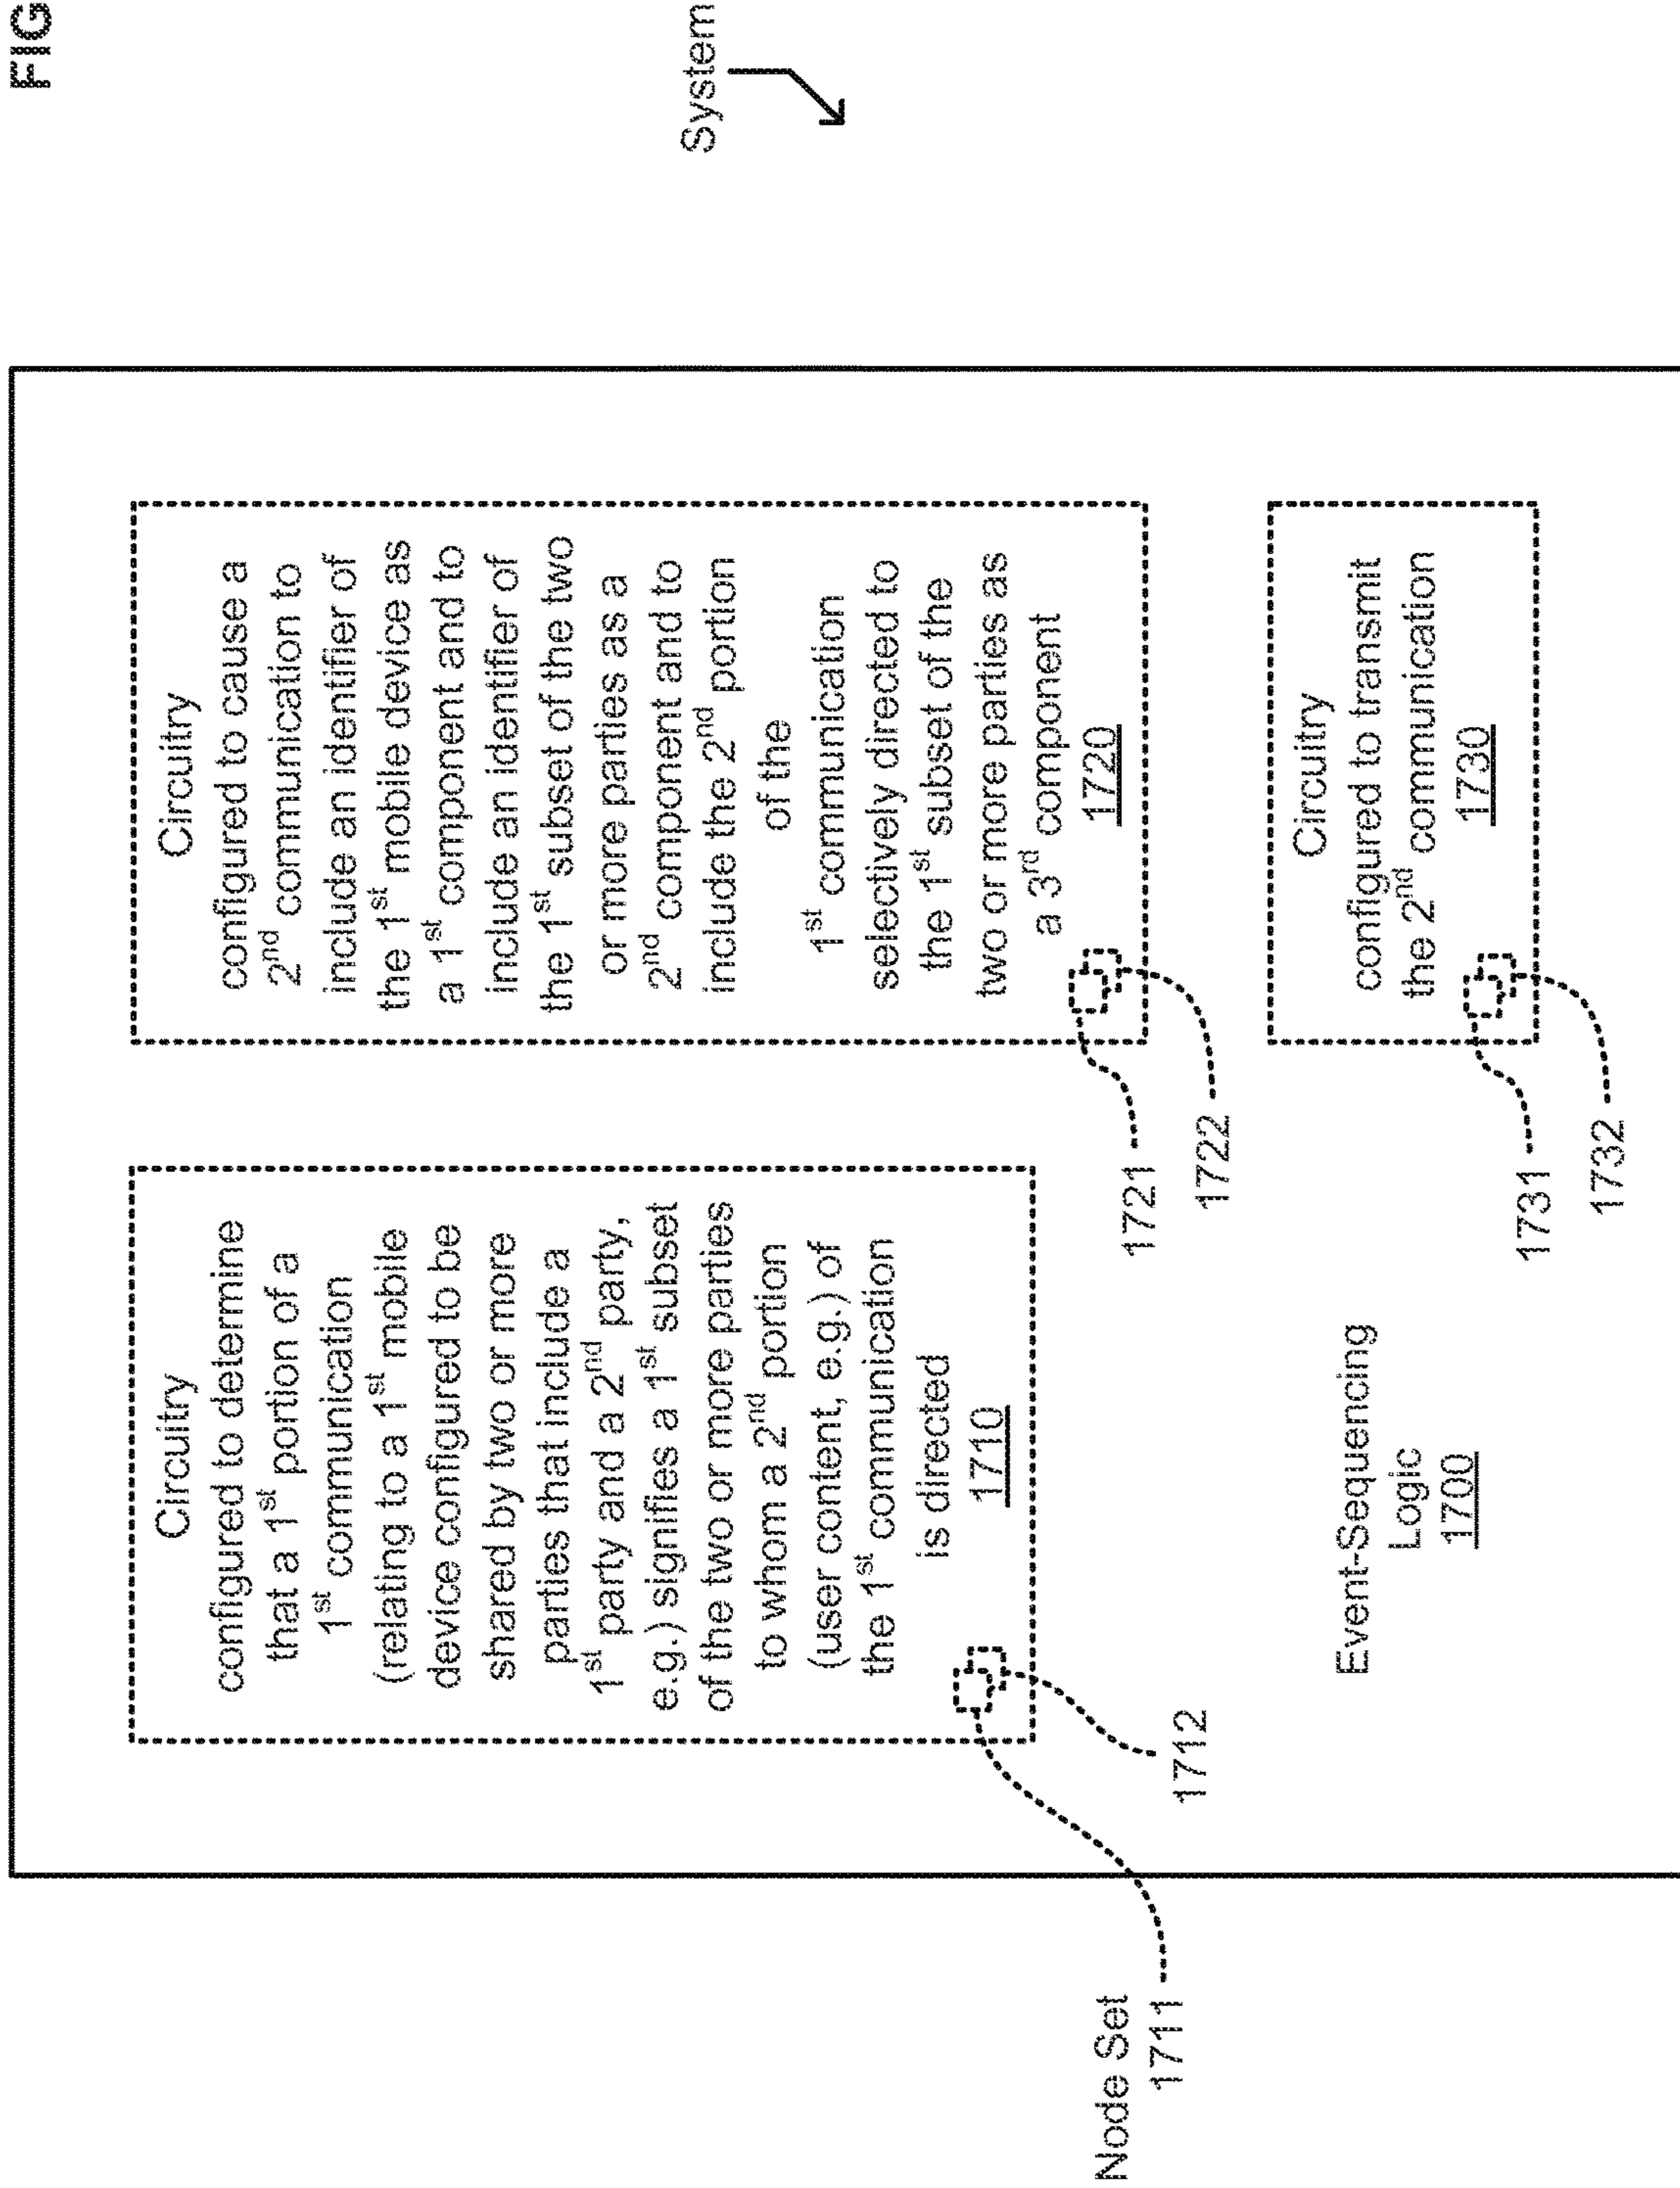 FIG
System
Circuitry
configured to determine
that a 1st portion of a
1st communication
(relating to a 1st mobile
device configured to be
shared by two or more
parties that include a
1st party and a 2nd party,
e.g.) signifies a 1st subset
of the two or more parties
to whom a 2nd portion
(user content, e.g.) of
the 1st communication
is directed
1710
Node Set
1711
1712
Circuitry
configured to cause a
2nd communication to
include an identifier of
the 1st mobile device as
a 1st component and to
include an identifier of
the 1st subset of the two
or more parties as a
2nd component and to
include the 2nd portion
of the
1st communication
selectively directed to
the 1st subset of the
two or more parties as
a 3rd component
1720
1721
1722
Circuitry
configured to transmit
the 2nd communication
1730
1731
1732
Event-Sequencing
Logic
1700